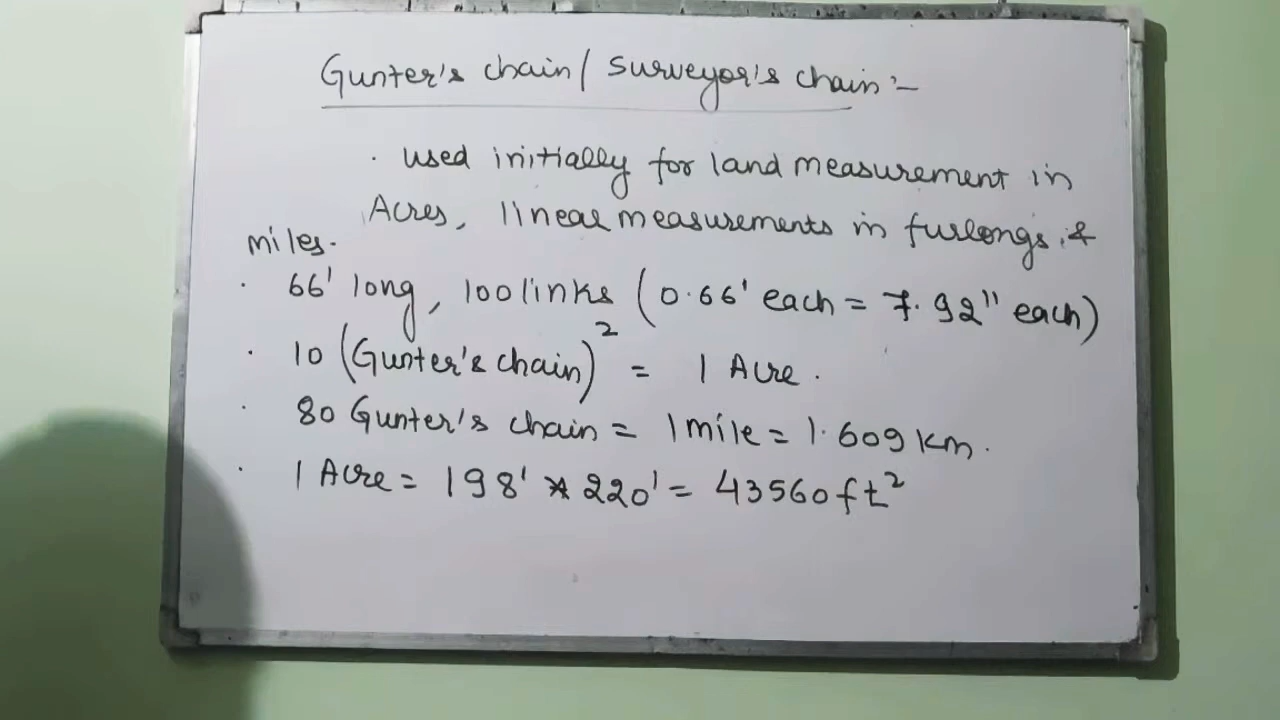 Gunter's chain / surveyor's chain :-
· used initially for land measurement in
Acres, linear measurements in furlongs, &
miles.
· 66' long, 100 links (0.66' each = 7.92" each)
· 10 (Gunter's chain)² = 1 Acre.
· 80 Gunter's chain = 1 mile = 1.609 km.
· 1 Acre = 198' * 220' = 43560 ft²